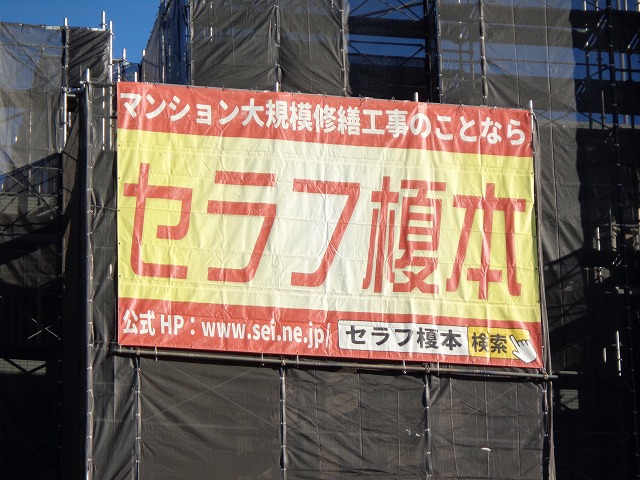 マンション大規模修繕工事のことなら
セラフ榎本
公式HP：www.sei.ne.jp/ セラフ榎本 検索